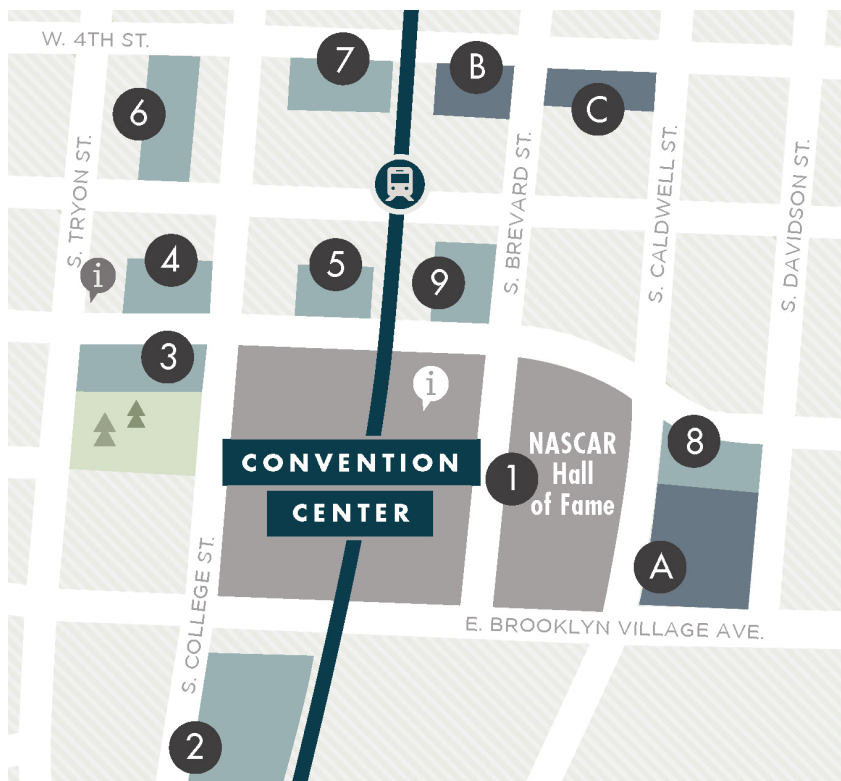 W. 4TH ST.
7
B
C
6
S. TRYON ST.
S. BREVARD ST.
S. CALDWELL ST.
S. DAVIDSON ST.
i
4
5
9
3
i
CONVENTION
CENTER
1
NASCAR
Hall
of Fame
8
A
S. COLLEGE ST.
E. BROOKLYN VILLAGE AVE.
2